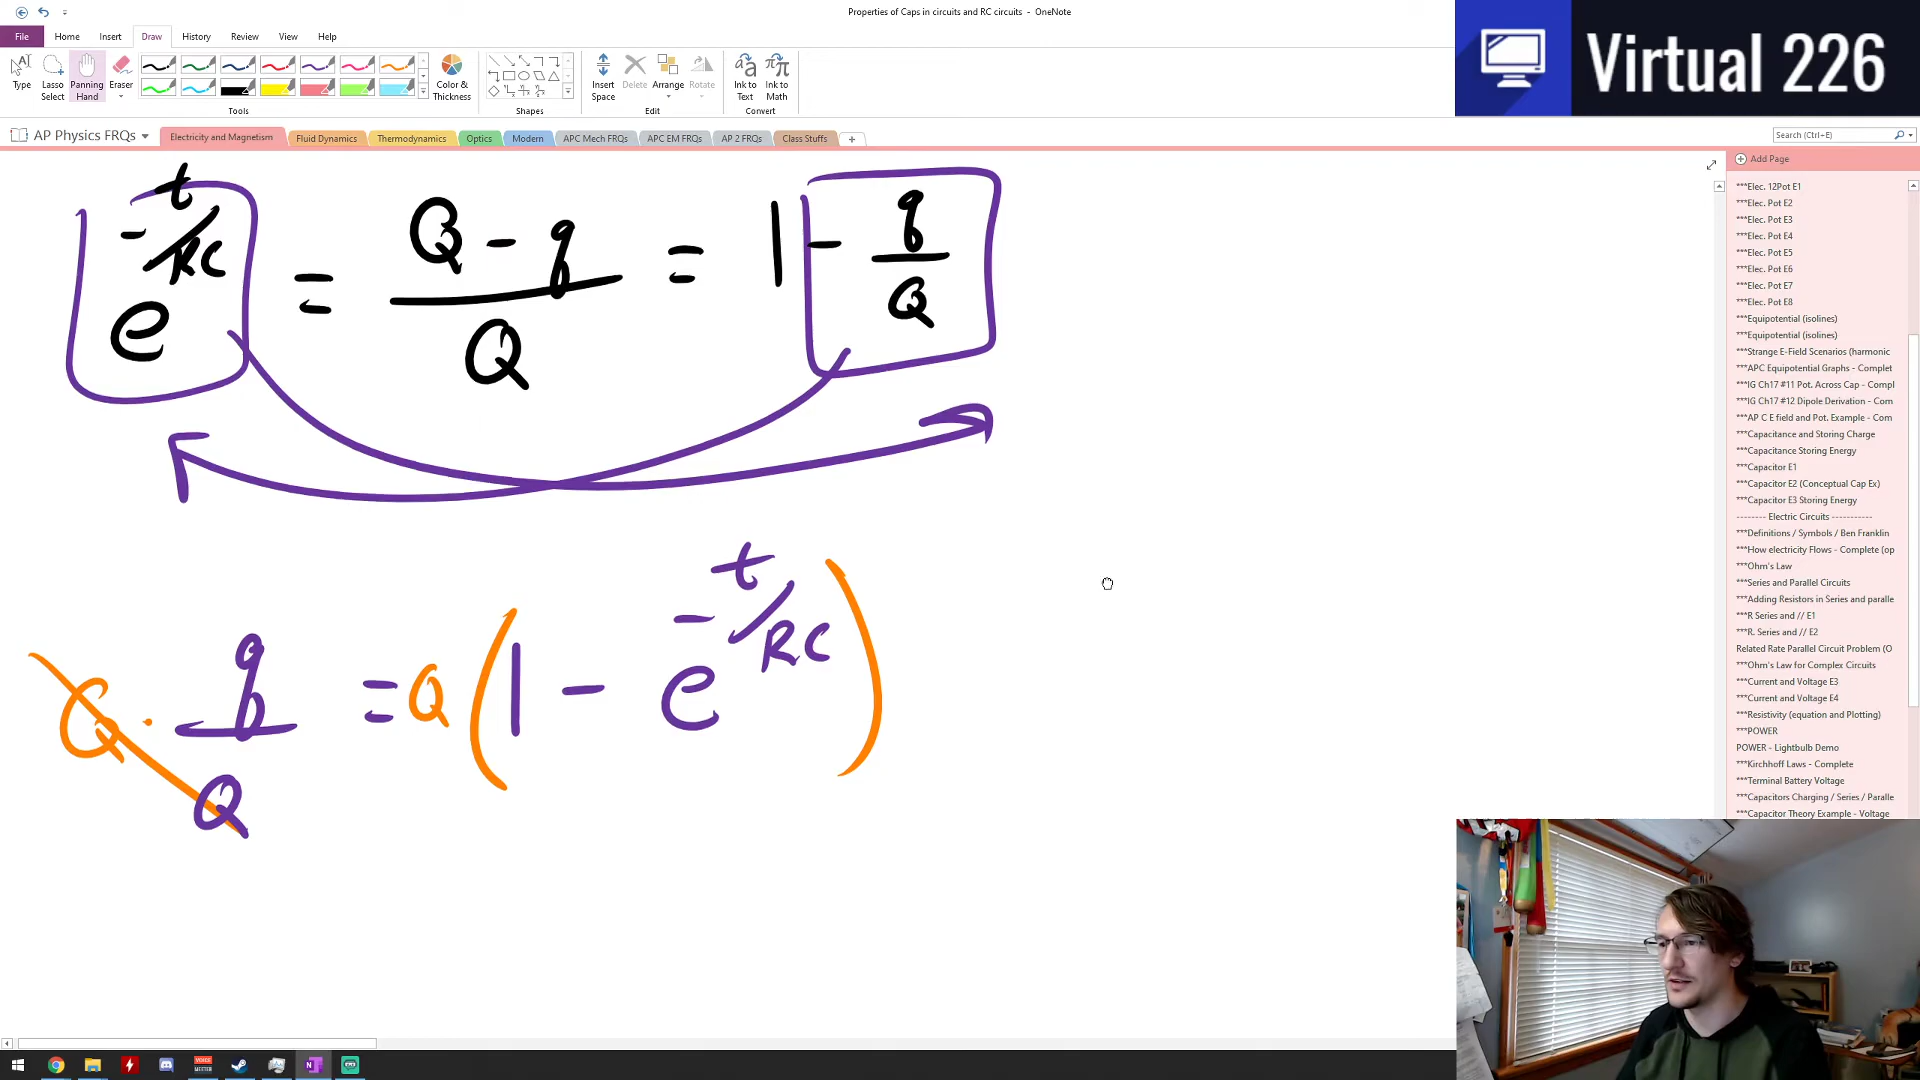 Properties of Caps in circuits and RC circuits - OneNote
File Home Insert Draw History Review View Help
Virtual 226
Type
Lasso Select
Panning Hand
Eraser
Color & Thickness
Insert Space
Delete
Arrange
Rotate
Ink to Text
Ink to Math
Tools
Shapes
Edit
Convert
AP Physics FRQs
Electricity and Magnetism
Fluid Dynamics
Thermodynamics
Optics
Modern
APC Mech FRQs
APC EM FRQs
AP 2 FRQs
Class Stuffs
Search (Ctrl+E)
Add Page
e^(-t/RC) = (Q - q)/Q = 1 - q/Q
Q · q/Q = Q(1 - e^(-t/RC))
***Elec. 12Pot E1
***Elec. Pot E2
***Elec. Pot E3
***Elec. Pot E4
***Elec. Pot E5
***Elec. Pot E6
***Elec. Pot E7
***Elec. Pot E8
***Equipotential (isolines)
***Equipotential (isolines)
***Strange E-Field Scenarios (harmonic
***APC Equipotential Graphs - Complet
***IG Ch17 #11 Pot. Across Cap - Compl
***IG Ch17 #12 Dipole Derivation - Com
***AP C E field and Pot. Example - Com
***Capacitance and Storing Charge
***Capacitance Storing Energy
***Capacitor E1
***Capacitor E2 (Conceptual Cap Ex)
***Capacitor E3 Storing Energy
-------- Electric Circuits -----------
***Definitions / Symbols / Ben Franklin
***How electricity Flows - Complete (op
***Ohm's Law
***Series and Parallel Circuits
***Adding Resistors in Series and paralle
***R Series and // E1
***R. Series and // E2
Related Rate Parallel Circuit Problem (O
***Ohm's Law for Complex Circuits
***Current and Voltage E3
***Current and Voltage E4
***Resistivity (equation and Plotting)
***POWER
POWER - Lightbulb Demo
***Kirchhoff Laws - Complete
***Terminal Battery Voltage
***Capacitors Charging / Series / Paralle
***Capacitor Theory Example - Voltage